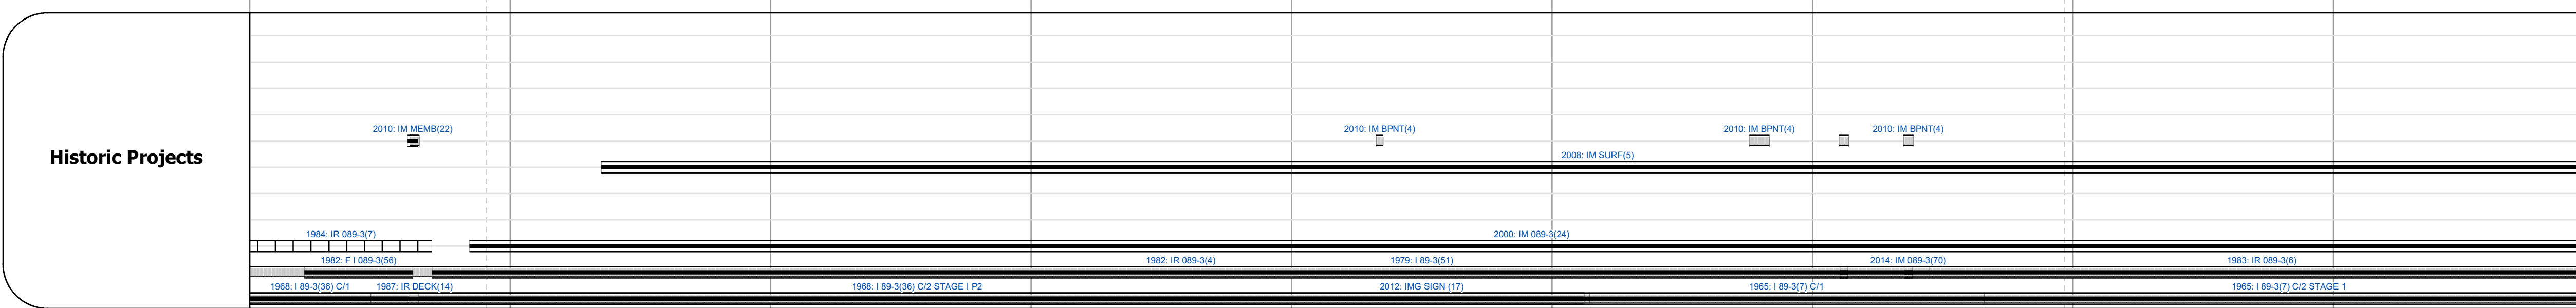 2010: IM MEMB(22)
2010: IM BPNT(4)
2010: IM BPNT(4)
2010: IM BPNT(4)
Historic Projects
2008: IM SURF(5)
1984: IR 089-3(7)
2000: IM 089-3(24)
1982: F I 089-3(56)
1982: IR 089-3(4)
1979: I 89-3(51)
2014: IM 089-3(70)
1983: IR 089-3(6)
1968: I 89-3(36) C/1
1987: IR DECK(14)
1968: I 89-3(36) C/2 STAGE I P2
2012: IMG SIGN (17)
1965: I 89-3(7) C/1
1965: I 89-3(7) C/2 STAGE 1